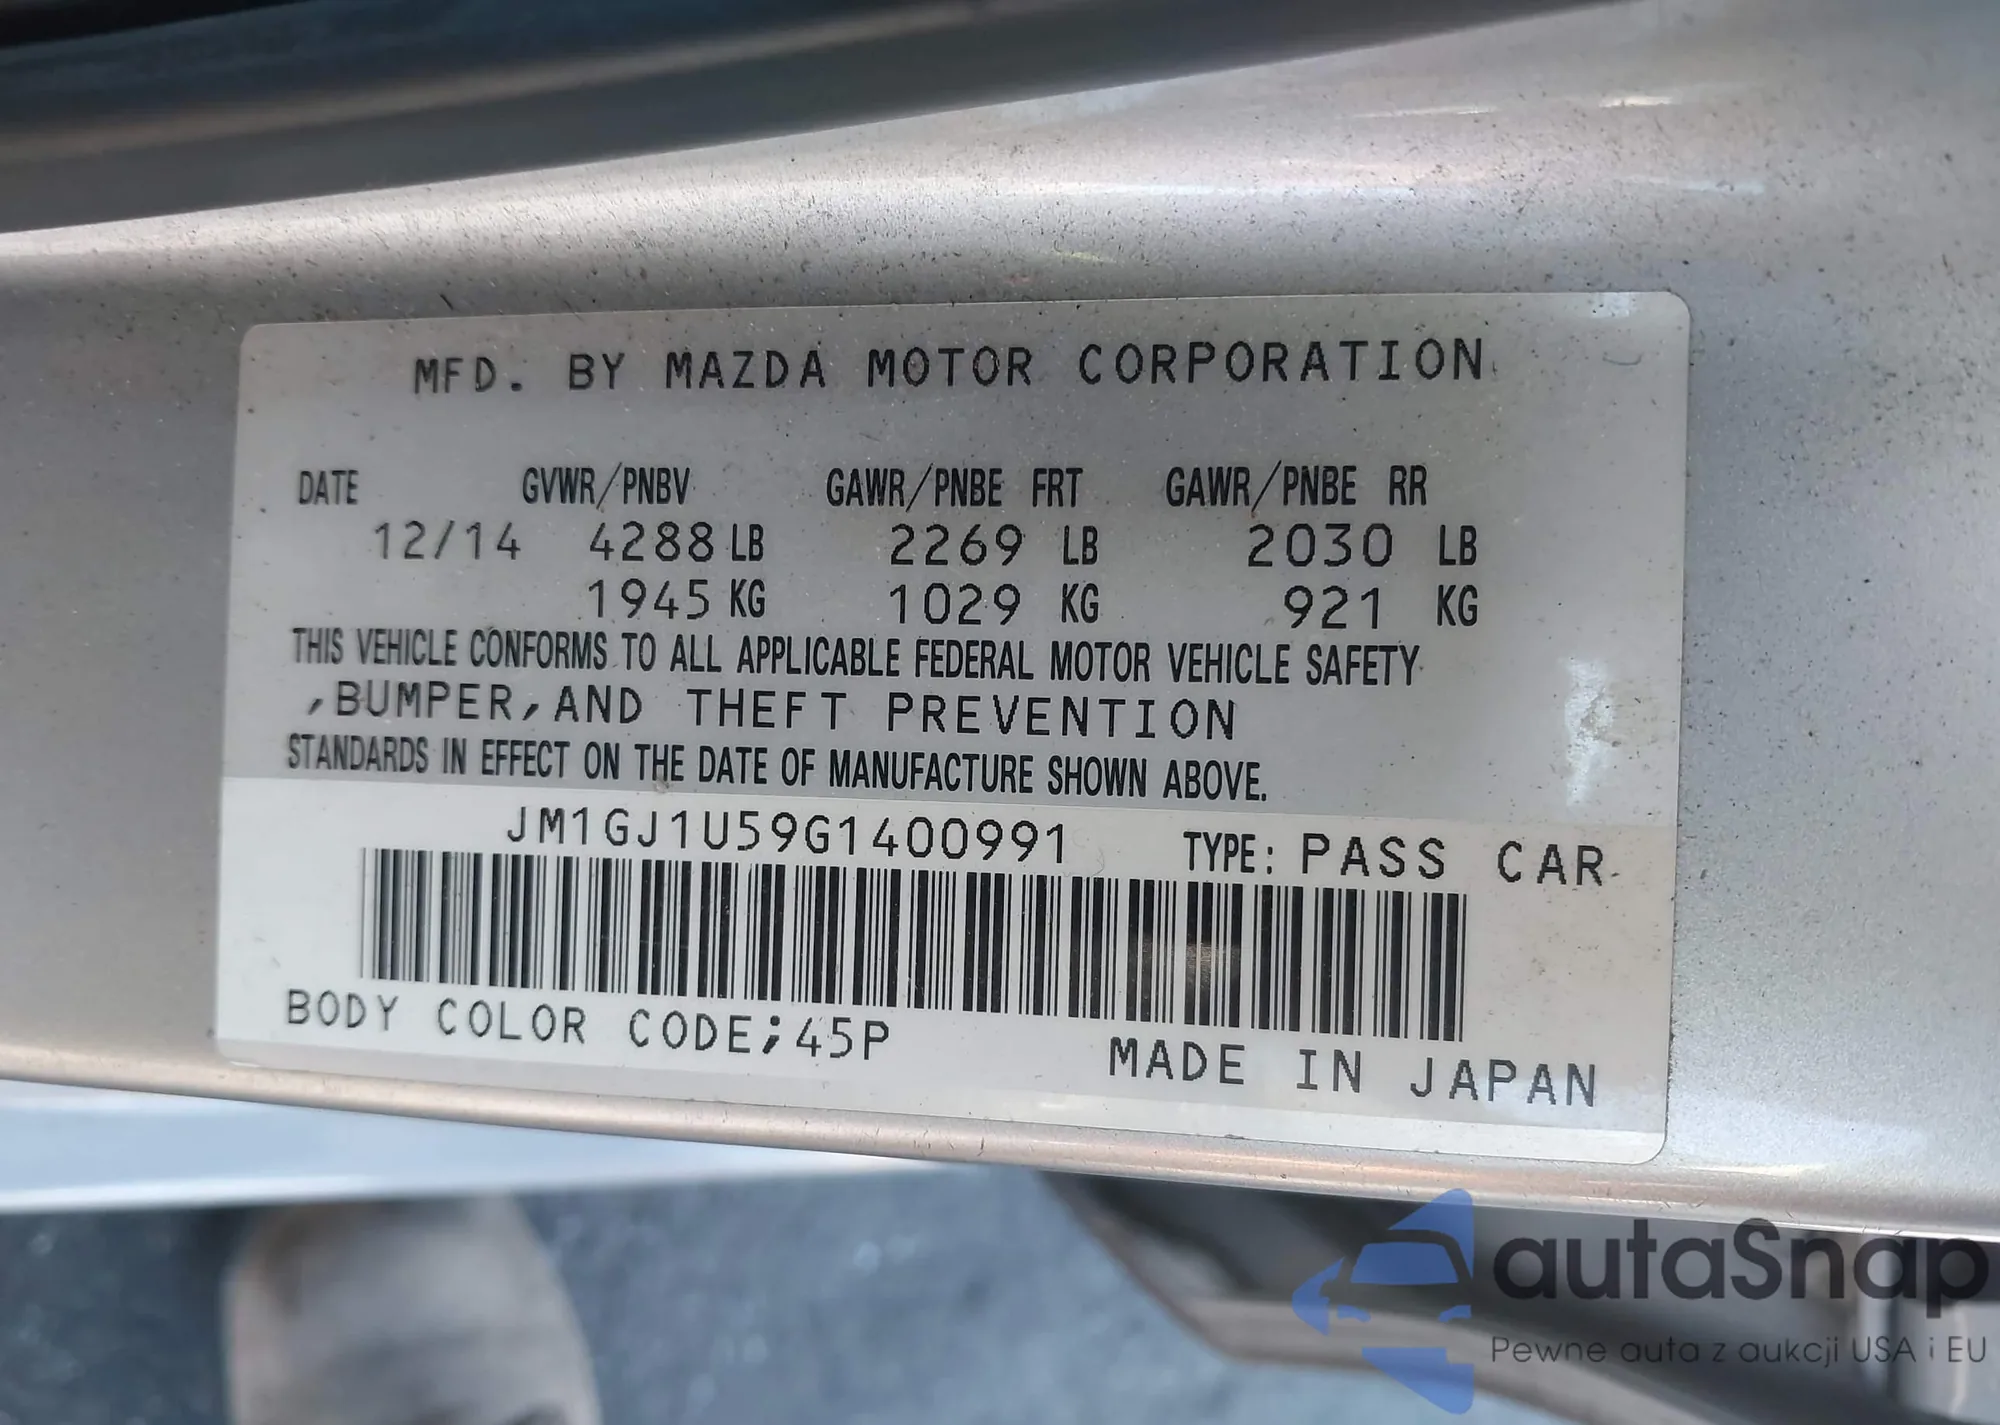 MFD. BY MAZDA MOTOR CORPORATION
DATE GVWR/PNBV GAWR/PNBE FRT GAWR/PNBE RR
12/14 4288 LB 2269 LB 2030 LB
1945 KG 1029 KG 921 KG
THIS VEHICLE CONFORMS TO ALL APPLICABLE FEDERAL MOTOR VEHICLE SAFETY
,BUMPER,AND THEFT PREVENTION
STANDARDS IN EFFECT ON THE DATE OF MANUFACTURE SHOWN ABOVE.
JM1GJ1U59G1400991 TYPE: PASS CAR
BODY COLOR CODE;45P
MADE IN JAPAN
autaSnap
Pewne auta z aukcji USA i EU